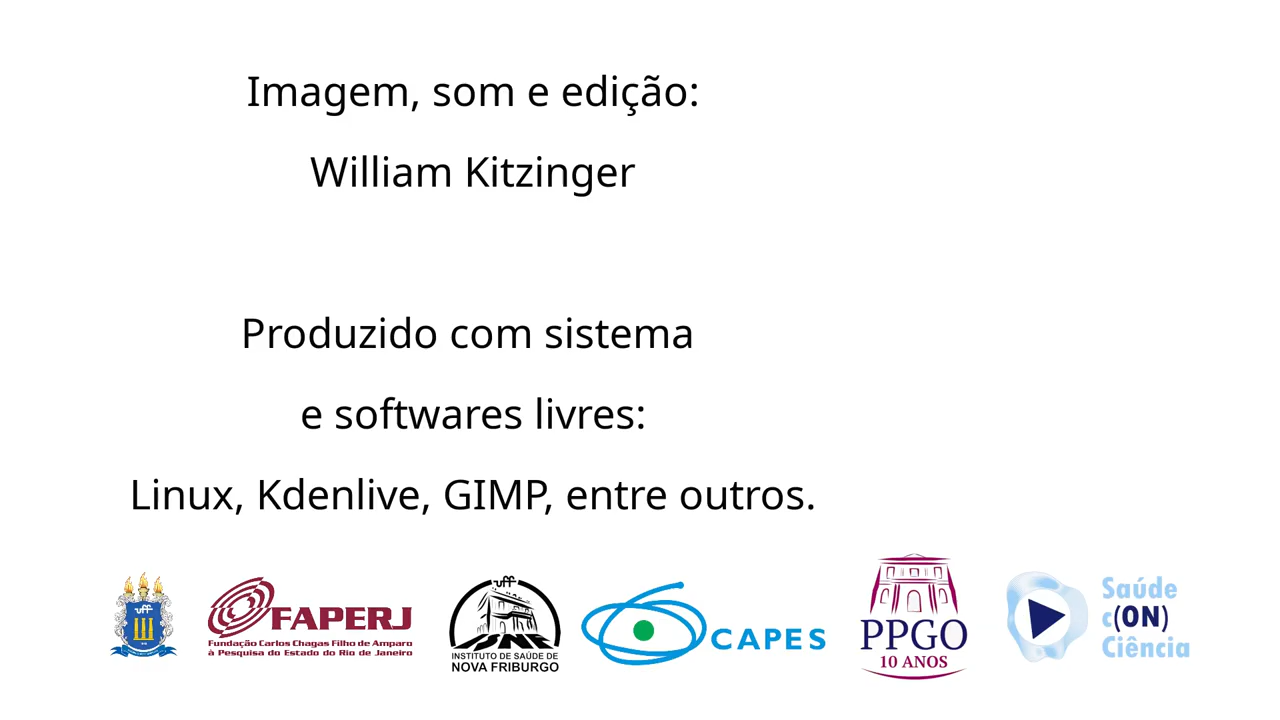 Imagem, som e edição:
William Kitzinger
Produzido com sistema
e softwares livres:
Linux, Kdenlive, GIMP, entre outros.
uff
FAPERJ
Fundação Carlos Chagas Filho de Amparo
à Pesquisa do Estado do Rio de Janeiro
uff
ISNF
INSTITUTO DE SAÚDE DE
NOVA FRIBURGO
CAPES
PPGO
10 ANOS
Saúde
c(ON)
Ciência